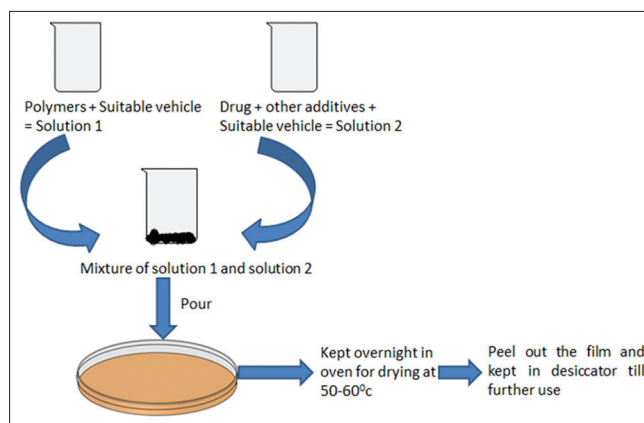 Polymers + Suitable vehicle
= Solution 1
Drug + other additives +
Suitable vehicle = Solution 2
Mixture of solution 1 and solution 2
Pour
Kept overnight in
oven for drying at
50-60⁰c
Peel out the film and
kept in desiccator till
further use